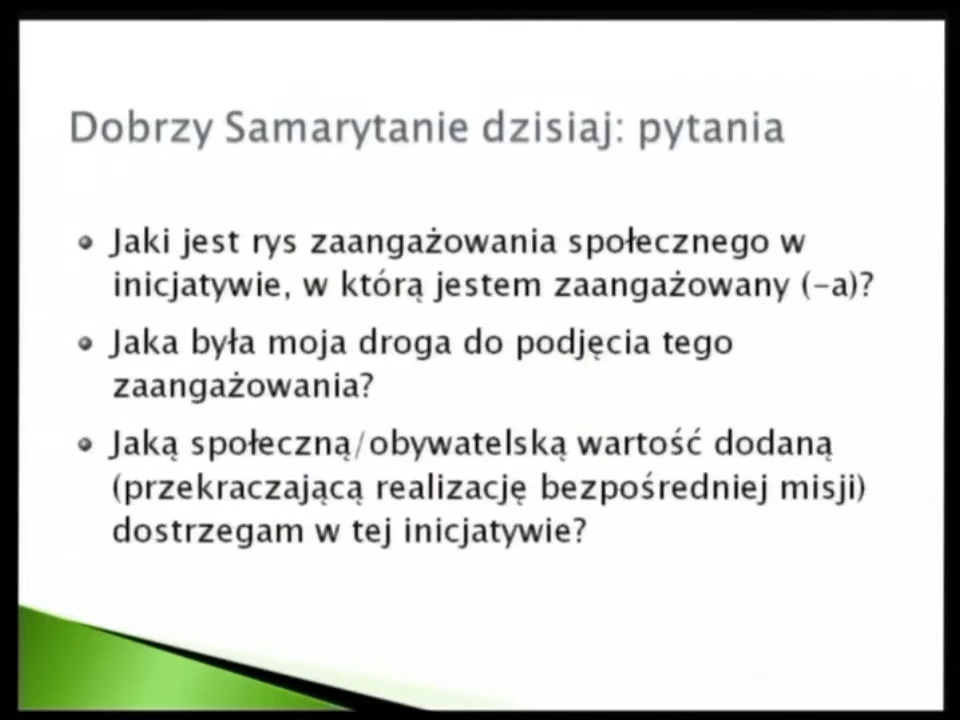 Dobrzy Samarytanie dzisiaj: pytania
Jaki jest rys zaangażowania społecznego w
inicjatywie, w którą jestem zaangażowany (-a)?
Jaka była moja droga do podjęcia tego
zaangażowania?
Jaką społeczną/obywatelską wartość dodaną
(przekraczającą realizację bezpośredniej misji)
dostrzegam w tej inicjatywie?